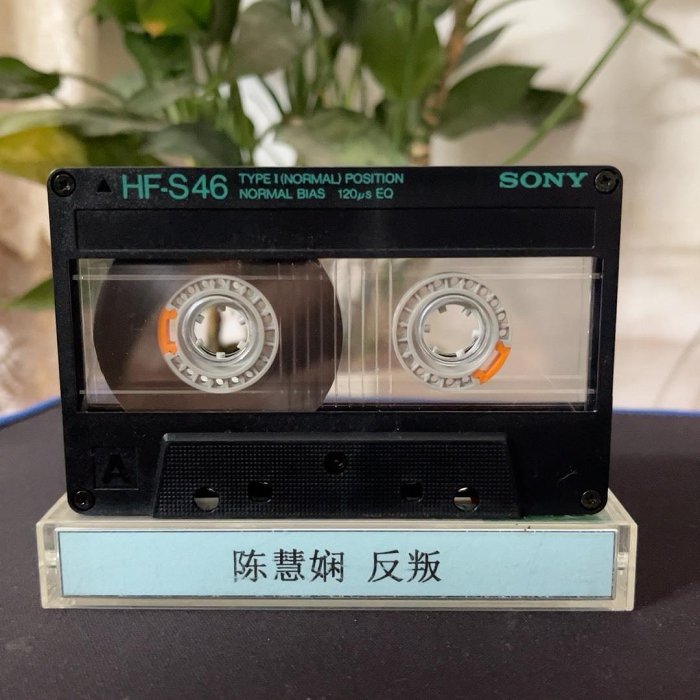 ▲ HF-S46 TYPE I (NORMAL) POSITION SONY
NORMAL BIAS 120μs EQ
A
陈慧娴 反叛